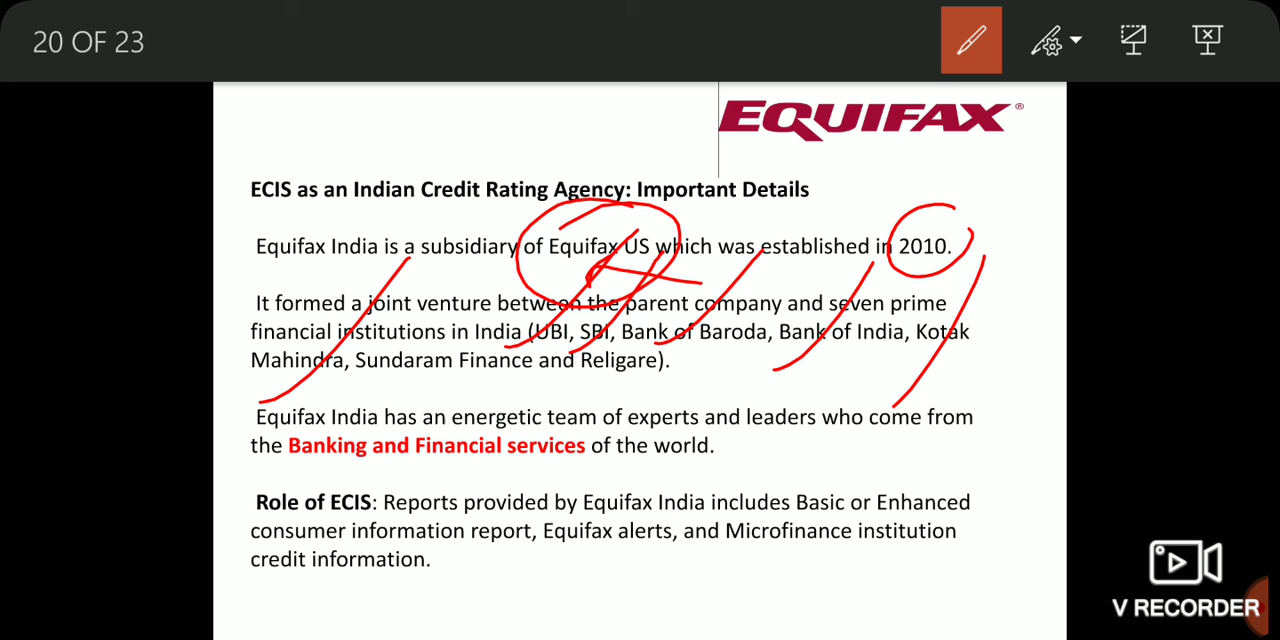 20 OF 23
EQUIFAX®
ECIS as an Indian Credit Rating Agency: Important Details
Equifax India is a subsidiary of Equifax US which was established in 2010.
It formed a joint venture between the parent company and seven prime
financial institutions in India (UBI, SBI, Bank of Baroda, Bank of India, Kotak
Mahindra, Sundaram Finance and Religare).
Equifax India has an energetic team of experts and leaders who come from
the Banking and Financial services of the world.
Role of ECIS: Reports provided by Equifax India includes Basic or Enhanced
consumer information report, Equifax alerts, and Microfinance institution
credit information.
V RECORDER